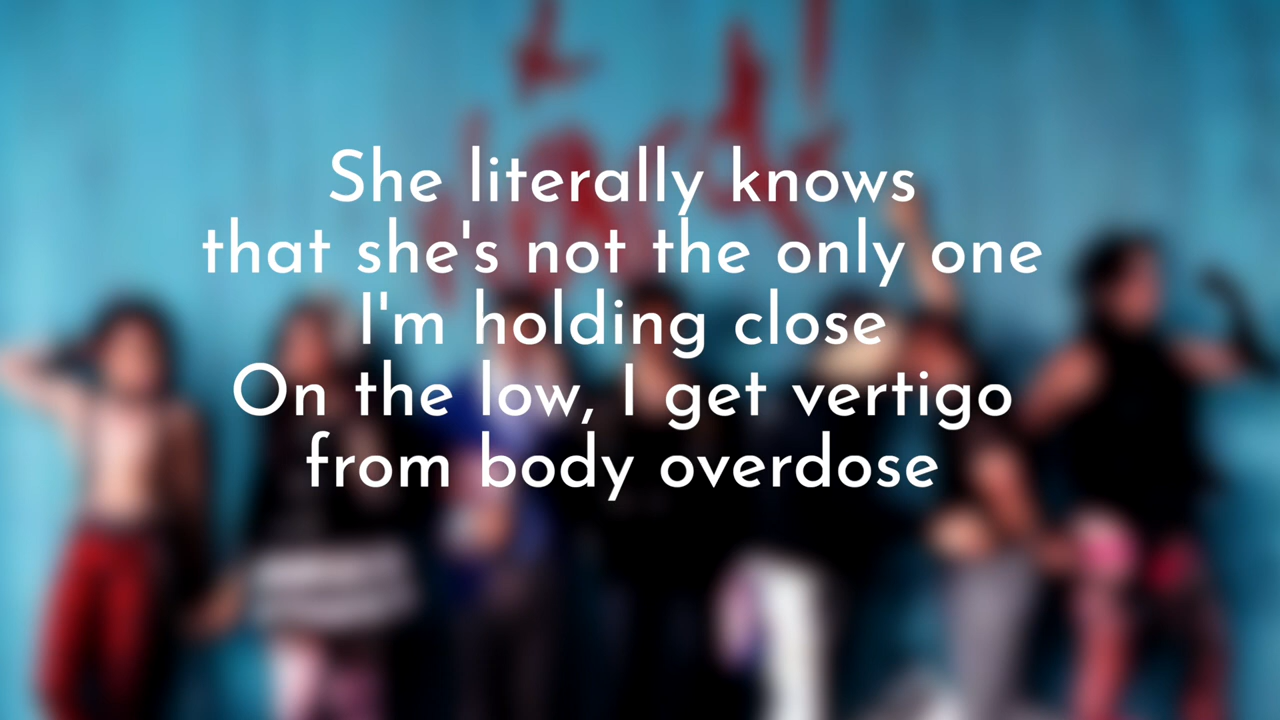 She literally knows
that she's not the only one
I'm holding close
On the low, I get vertigo
from body overdose